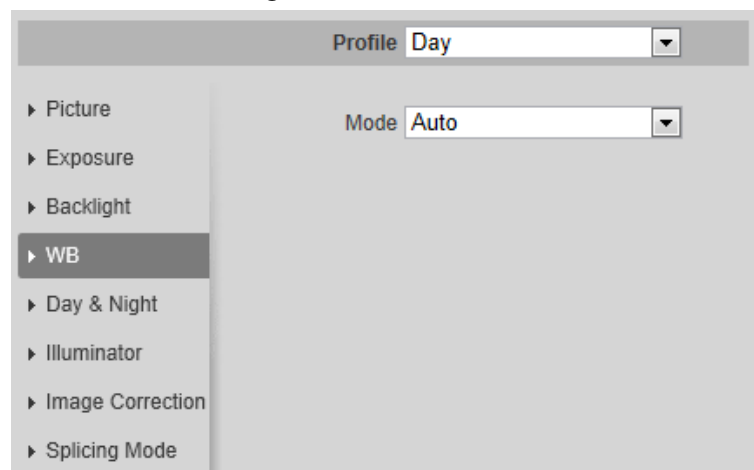 Profile Day
Picture
Mode Auto
Exposure
Backlight
WB
Day & Night
Illuminator
Image Correction
Splicing Mode